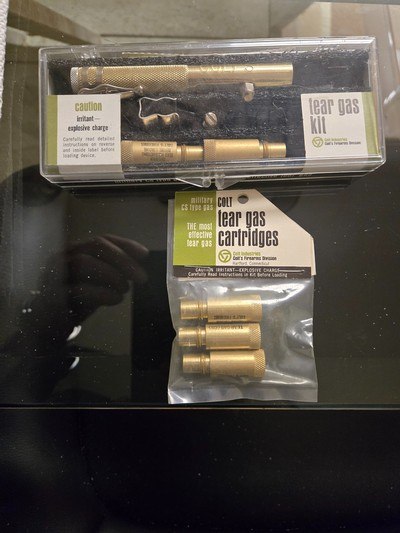 COLT'S
caution
irritant—
explosive charge
Carefully read detailed
instructions on reverse
and inside label before
loading device.
tear gas
kit
Colt Industries
Colt's Firearms Division
military
CS type gas
THE most
effective
tear gas
COLT
tear gas
cartridges
Colt Industries
Colt's Firearms Division
Hartford, Connecticut
CAUTION IRRITANT—EXPLOSIVE CHARGE
Carefully Read Instructions in Kit Before Loading